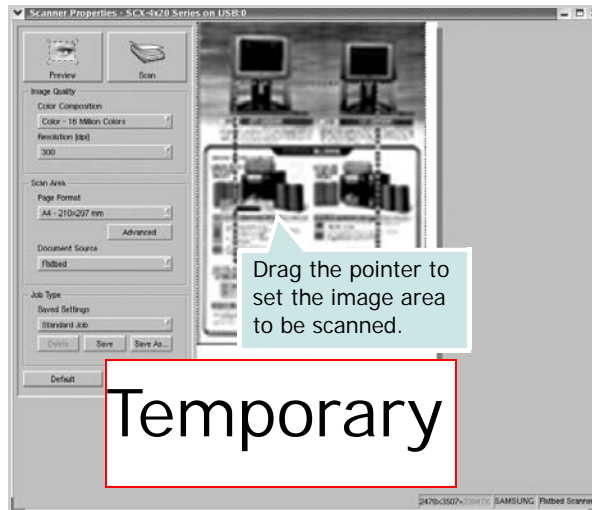 Scanner Properties - SCX-4x20 Series on USB:0
Preview
Scan
Image Quality
Color Composition
Color - 16 Million Colors
Resolution [dpi]
300
Scan Area
Page Format
A4 - 210x297 mm
Advanced
Document Source
Flatbed
Job Type
Saved Settings
Standard Job
Delete
Save
Save As...
Default
Drag the pointer to
set the image area
to be scanned.
Temporary
2478x3507x
SAMSUNG
Flatbed Scanner